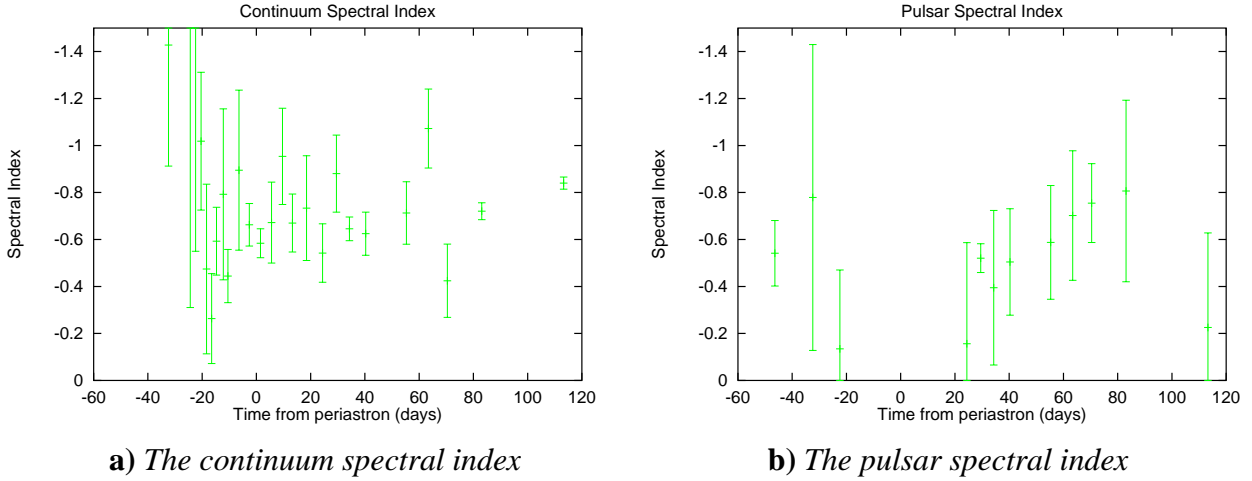 Continuum Spectral Index
-1.4
-1.2
-1
-0.8
-0.6
-0.4
-0.2
0
Spectral Index
-60 -40 -20 0 20 40 60 80 100 120
Time from periastron (days)
a) The continuum spectral index
Pulsar Spectral Index
-1.4
-1.2
-1
-0.8
-0.6
-0.4
-0.2
0
Spectral Index
-60 -40 -20 0 20 40 60 80 100 120
Time from periastron (days)
b) The pulsar spectral index